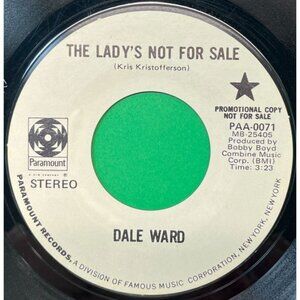 THE LADY'S NOT FOR SALE
(Kris Kristofferson)
PROMOTIONAL COPY
NOT FOR SALE
PAA-0071
MB-25405
Produced by
Bobby Boyd
Combine Music
Corp. (BMI)
Time: 3:23
Paramount
STEREO
DALE WARD
PARAMOUNT RECORDS, A DIVISION OF FAMOUS MUSIC CORPORATION, NEW YORK, NEW YORK